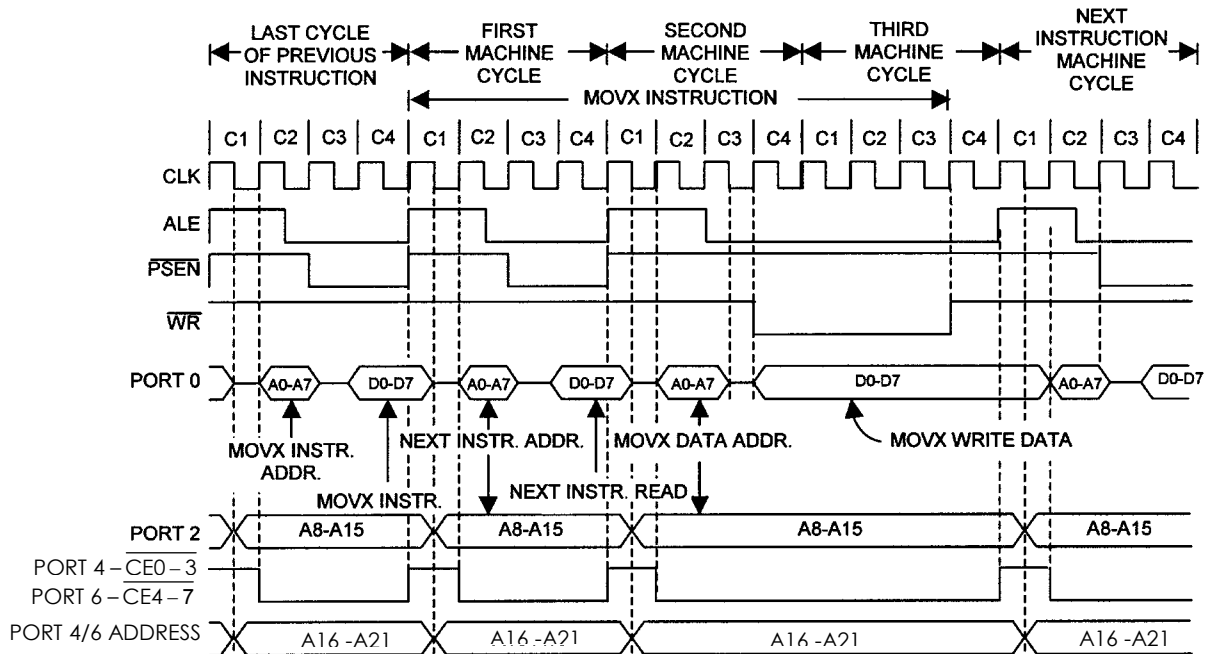 LAST CYCLE
OF PREVIOUS
INSTRUCTION
FIRST
MACHINE
CYCLE
SECOND
MACHINE
CYCLE
THIRD
MACHINE
CYCLE
NEXT
INSTRUCTION
MACHINE
CYCLE
MOVX INSTRUCTION
C1 C2 C3 C4 C1 C2 C3 C4 C1 C2 C3 C4 C1 C2 C3 C4 C1 C2 C3 C4
CLK
ALE
PSEN
WR
PORT 0 A0-A7 D0-D7 A0-A7 D0-D7 A0-A7 D0-D7 A0-A7 D0-D7
MOVX INSTR.
ADDR.
NEXT INSTR. ADDR.
MOVX DATA ADDR.
MOVX WRITE DATA
MOVX INSTR.
NEXT INSTR. READ
PORT 2 A8-A15 A8-A15 A8-A15 A8-A15
PORT 4 – CE0 – 3
PORT 6 – CE4 – 7
PORT 4/6 ADDRESS A16 -A21 A16 -A21 A16 -A21 A16 -A21